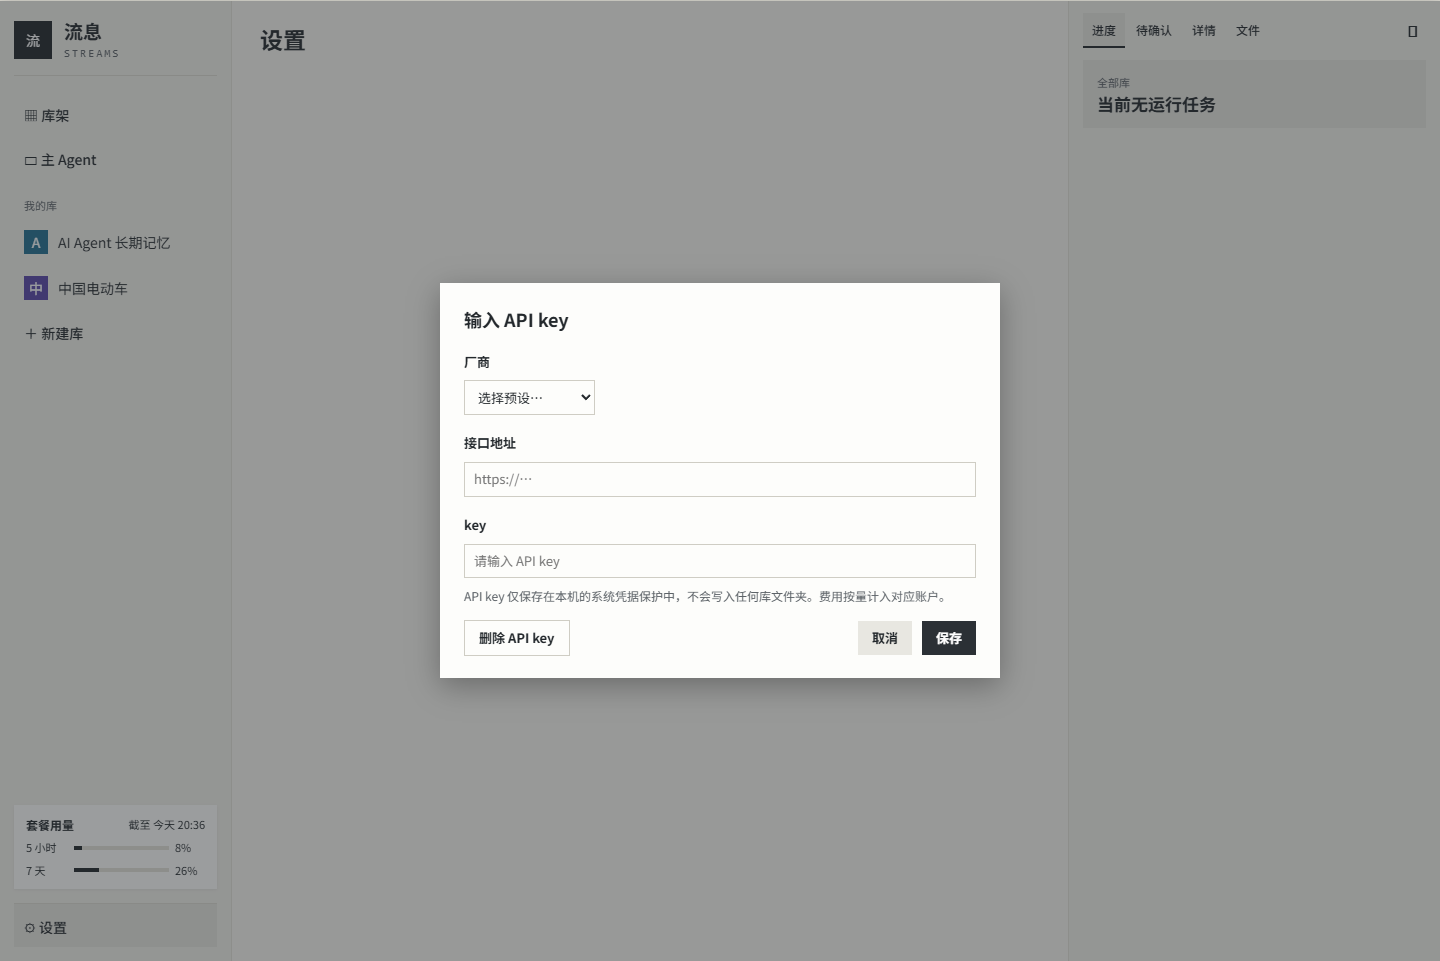 流
流息
STREAMS
库架
主 Agent
我的库
A
AI Agent 长期记忆
中
中国电动车
+ 新建库
套餐用量
截至 今天 20:36
5 小时
8%
7 天
26%
设置
设置
输入 API key
厂商
选择预设…
接口地址
https://…
key
请输入 API key
API key 仅保存在本机的系统凭据保护中，不会写入任何库文件夹。费用按量计入对应账户。
删除 API key
取消
保存
进度
待确认
详情
文件
全部库
当前无运行任务